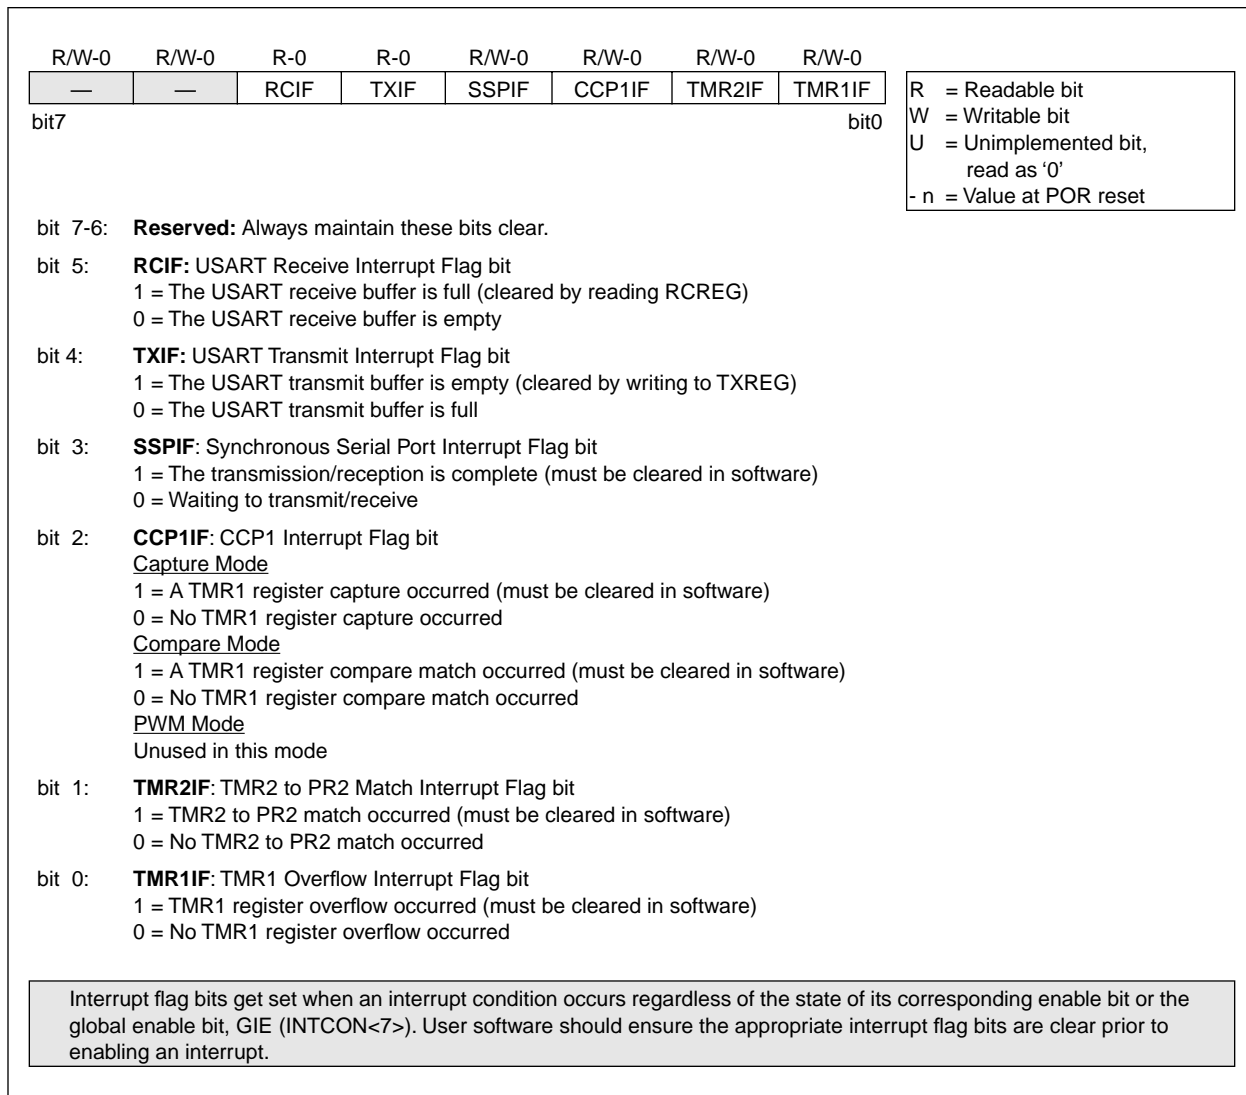 R/W-0 R/W-0 R-0 R-0 R/W-0 R/W-0 R/W-0 R/W-0
— — RCIF TXIF SSPIF CCP1IF TMR2IF TMR1IF
bit7 bit0
R = Readable bit
W = Writable bit
U = Unimplemented bit,
read as ‘0’
- n = Value at POR reset
bit 7-6: Reserved: Always maintain these bits clear.
bit 5: RCIF: USART Receive Interrupt Flag bit
1 = The USART receive buffer is full (cleared by reading RCREG)
0 = The USART receive buffer is empty
bit 4: TXIF: USART Transmit Interrupt Flag bit
1 = The USART transmit buffer is empty (cleared by writing to TXREG)
0 = The USART transmit buffer is full
bit 3: SSPIF: Synchronous Serial Port Interrupt Flag bit
1 = The transmission/reception is complete (must be cleared in software)
0 = Waiting to transmit/receive
bit 2: CCP1IF: CCP1 Interrupt Flag bit
Capture Mode
1 = A TMR1 register capture occurred (must be cleared in software)
0 = No TMR1 register capture occurred
Compare Mode
1 = A TMR1 register compare match occurred (must be cleared in software)
0 = No TMR1 register compare match occurred
PWM Mode
Unused in this mode
bit 1: TMR2IF: TMR2 to PR2 Match Interrupt Flag bit
1 = TMR2 to PR2 match occurred (must be cleared in software)
0 = No TMR2 to PR2 match occurred
bit 0: TMR1IF: TMR1 Overflow Interrupt Flag bit
1 = TMR1 register overflow occurred (must be cleared in software)
0 = No TMR1 register overflow occurred
Interrupt flag bits get set when an interrupt condition occurs regardless of the state of its corresponding enable bit or the
global enable bit, GIE (INTCON<7>). User software should ensure the appropriate interrupt flag bits are clear prior to
enabling an interrupt.